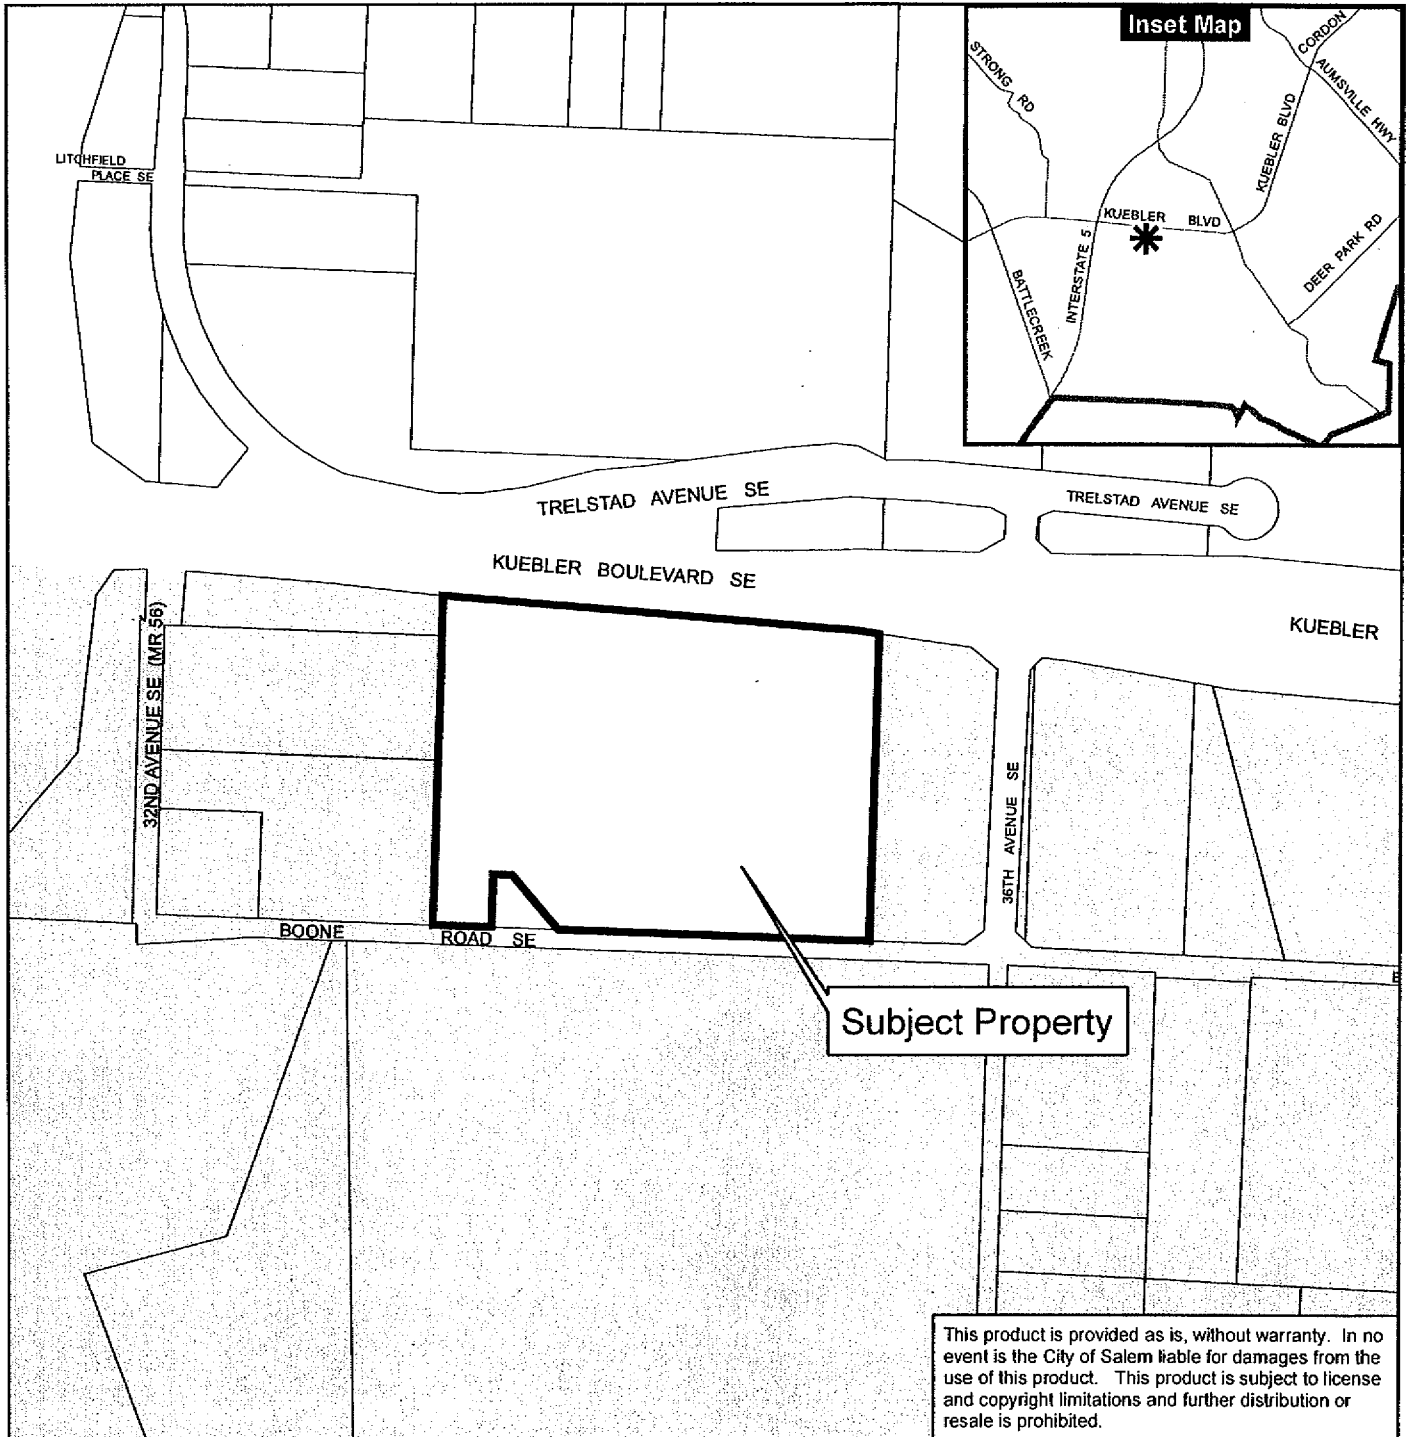 Inset Map
STRONG RD
CORDON
AUMSVILLE HWY
KUEBLER BLVD
KUEBLER BLVD
INTERSTATE 5
BATTLECREEK
DEER PARK RD
LITCHFIELD
PLACE SE
TRELSTAD AVENUE SE
TRELSTAD AVENUE SE
KUEBLER BOULEVARD SE
KUEBLER
32ND AVENUE SE (MR 56)
36TH AVENUE SE
BOONE ROAD SE
B
Subject Property
This product is provided as is, without warranty. In no
event is the City of Salem liable for damages from the
use of this product. This product is subject to license
and copyright limitations and further distribution or
resale is prohibited.